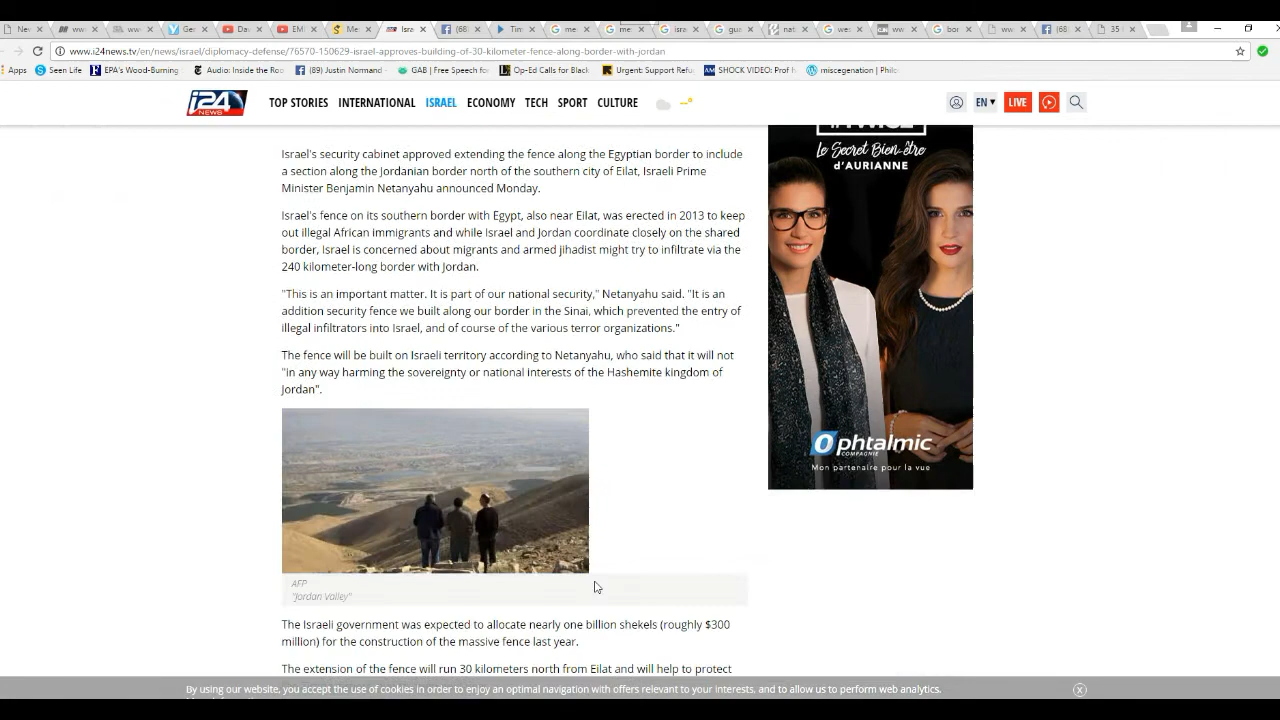 www.i24news.tv/en/news/israel/diplomacy-defense/76570-150629-israel-approves-building-of-30-kilometer-fence-along-border-with-jordan
Apps Seen Life EPA's Wood-Burning Audio: Inside the Roo (89) Justin Normand - GAB | Free Speech fo Op-Ed Calls for Black Urgent: Support Refu SHOCK VIDEO: Prof miscegenation | Philo
i24 NEWS TOP STORIES INTERNATIONAL ISRAEL ECONOMY TECH SPORT CULTURE --° EN LIVE
Israel's security cabinet approved extending the fence along the Egyptian border to include
a section along the Jordanian border north of the southern city of Eilat, Israeli Prime
Minister Benjamin Netanyahu announced Monday.
Israel's fence on its southern border with Egypt, also near Eilat, was erected in 2013 to keep
out illegal African immigrants and while Israel and Jordan coordinate closely on the shared
border, Israel is concerned about migrants and armed jihadist might try to infiltrate via the
240 kilometer-long border with Jordan.
"This is an important matter. It is part of our national security," Netanyahu said. "It is an
addition security fence we built along our border in the Sinai, which prevented the entry of
illegal infiltrators into Israel, and of course of the various terror organizations."
The fence will be built on Israeli territory according to Netanyahu, who said that it will not
"in any way harming the sovereignty or national interests of the Hashemite kingdom of
Jordan".
AFP
"Jordan Valley"
The Israeli government was expected to allocate nearly one billion shekels (roughly $300
million) for the construction of the massive fence last year.
The extension of the fence will run 30 kilometers north from Eilat and will help to protect
Le Secret Bien-être
d'AURIANNE
Ophtalmic
COMPAGNIE
Mon partenaire pour la vue
By using our website, you accept the use of cookies in order to enjoy an optimal navigation with offers relevant to your interests, and to allow us to perform web analytics.